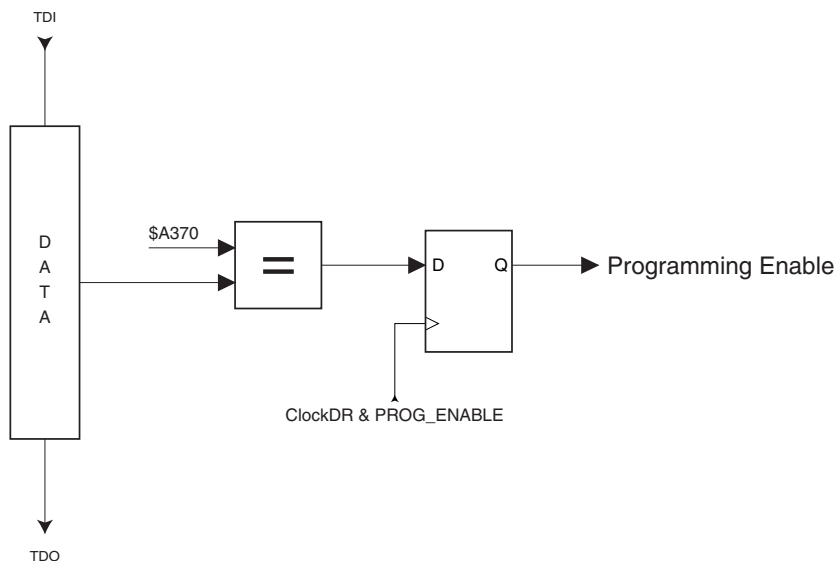 TDI
D
A
T
A
$A370
=
D
Q
Programming Enable
ClockDR & PROG_ENABLE
TDO